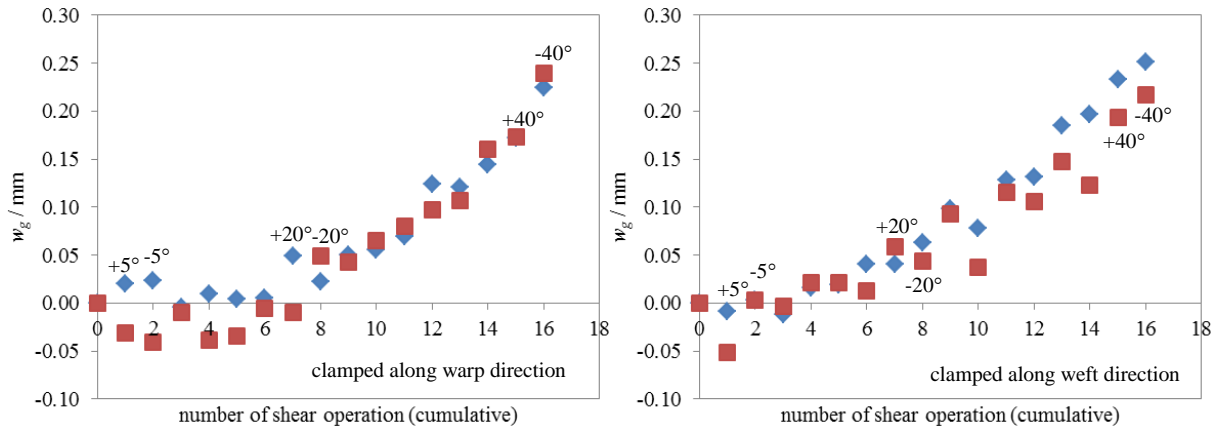 0.30
0.25
0.20
0.15
0.10
0.05
0.00
-0.05
-0.10
w_g / mm
0 2 4 6 8 10 12 14 16 18
+5° -5° +20° -20° +40° -40°
clamped along warp direction
number of shear operation (cumulative)
0.30
0.25
0.20
0.15
0.10
0.05
0.00
-0.05
-0.10
w_g / mm
0 2 4 6 8 10 12 14 16 18
+5° -5° +20° -20° +40° -40°
clamped along weft direction
number of shear operation (cumulative)